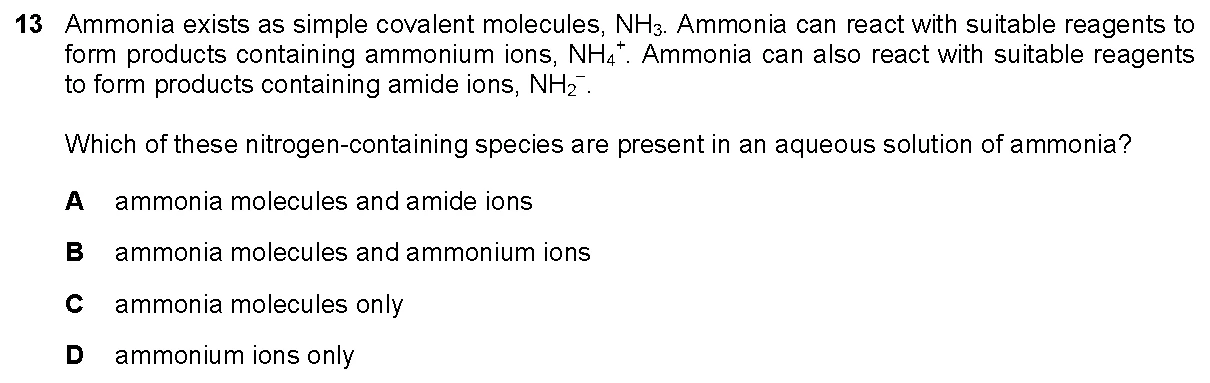 13 Ammonia exists as simple covalent molecules, NH₃. Ammonia can react with suitable reagents to
form products containing ammonium ions, NH₄⁺. Ammonia can also react with suitable reagents
to form products containing amide ions, NH₂⁻.
Which of these nitrogen-containing species are present in an aqueous solution of ammonia?
A ammonia molecules and amide ions
B ammonia molecules and ammonium ions
C ammonia molecules only
D ammonium ions only